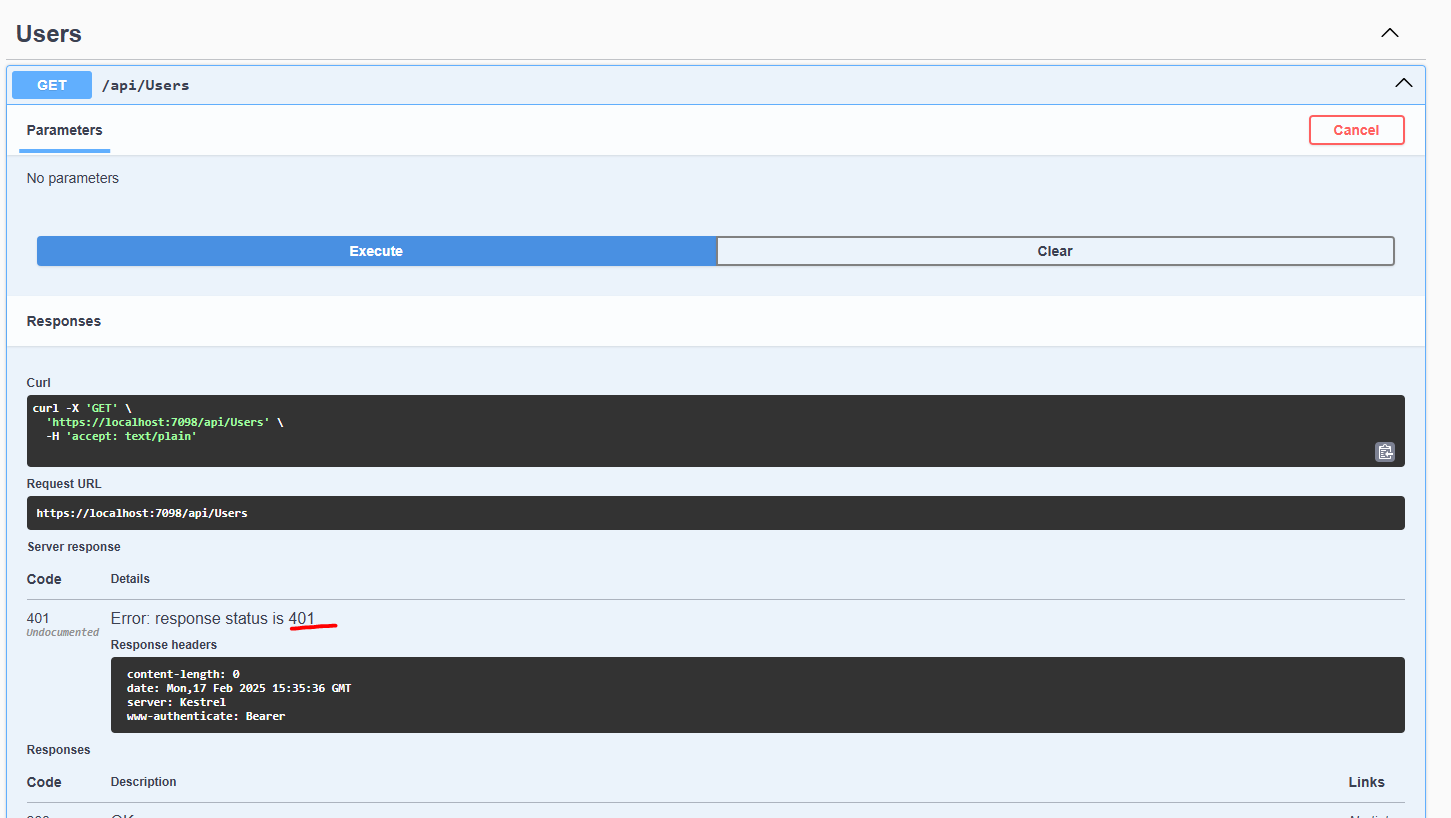 Users
GET /api/Users
Parameters Cancel
No parameters
Execute Clear
Responses
Curl
curl -X 'GET' \
'https://localhost:7098/api/Users' \
-H 'accept: text/plain'
Request URL
https://localhost:7098/api/Users
Server response
Code Details
401 Error: response status is 401
Undocumented
Response headers
content-length: 0
date: Mon,17 Feb 2025 15:35:36 GMT
server: Kestrel
www-authenticate: Bearer
Responses
Code Description Links